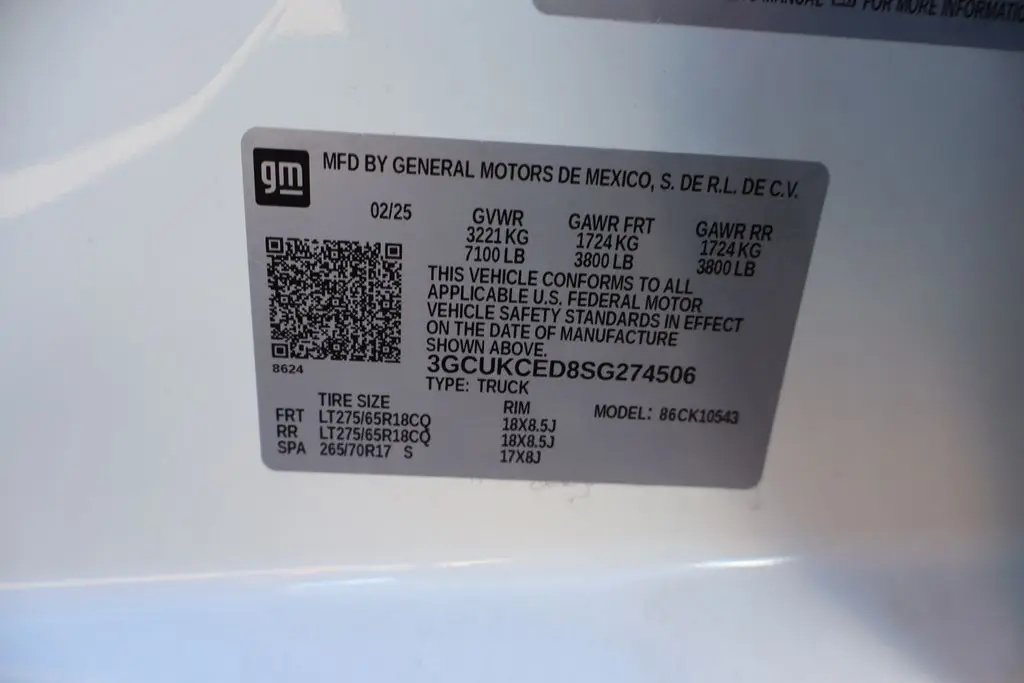 MANUAL FOR MORE INFORMATIO
gm
MFD BY GENERAL MOTORS DE MEXICO, S. DE R.L. DE C.V.
02/25 GVWR GAWR FRT GAWR RR
3221 KG 1724 KG 1724 KG
7100 LB 3800 LB 3800 LB
THIS VEHICLE CONFORMS TO ALL
APPLICABLE U.S. FEDERAL MOTOR
VEHICLE SAFETY STANDARDS IN EFFECT
ON THE DATE OF MANUFACTURE
SHOWN ABOVE.
8624
3GCUKCED8SG274506
TYPE: TRUCK
TIRE SIZE RIM MODEL: 86CK10543
FRT LT275/65R18CQ 18X8.5J
RR LT275/65R18CQ 18X8.5J
SPA 265/70R17 S 17X8J